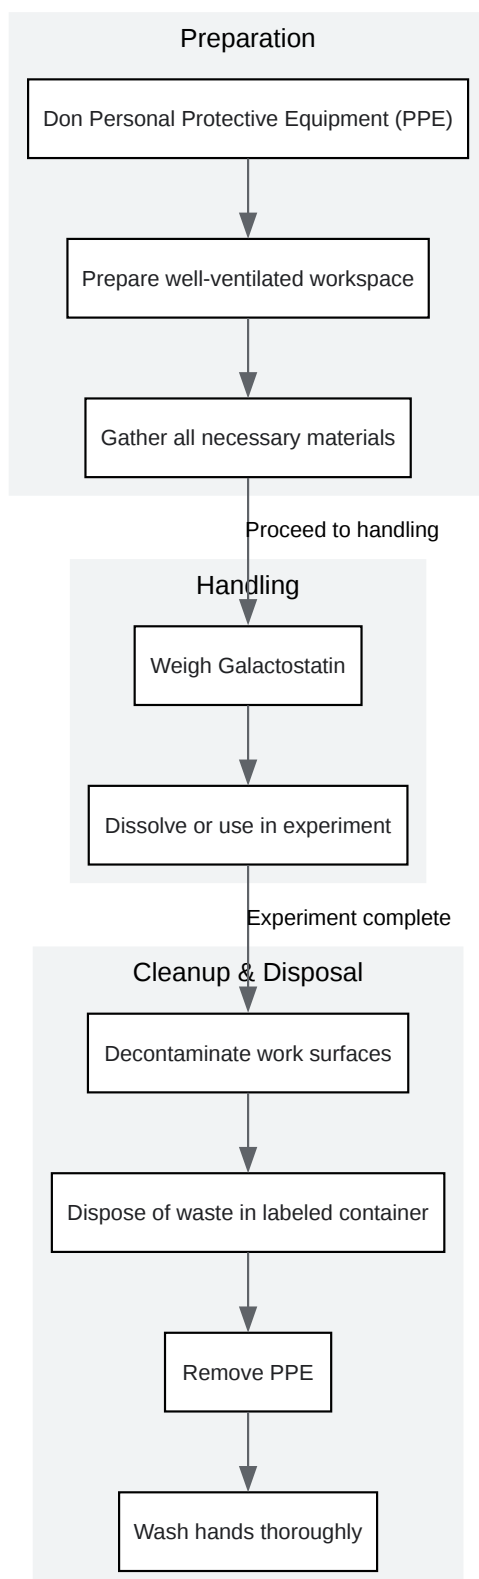 Preparation
Don Personal Protective Equipment (PPE)
Prepare well-ventilated workspace
Gather all necessary materials
Proceed to handling
Handling
Weigh Galactostatin
Dissolve or use in experiment
Experiment complete
Cleanup & Disposal
Decontaminate work surfaces
Dispose of waste in labeled container
Remove PPE
Wash hands thoroughly